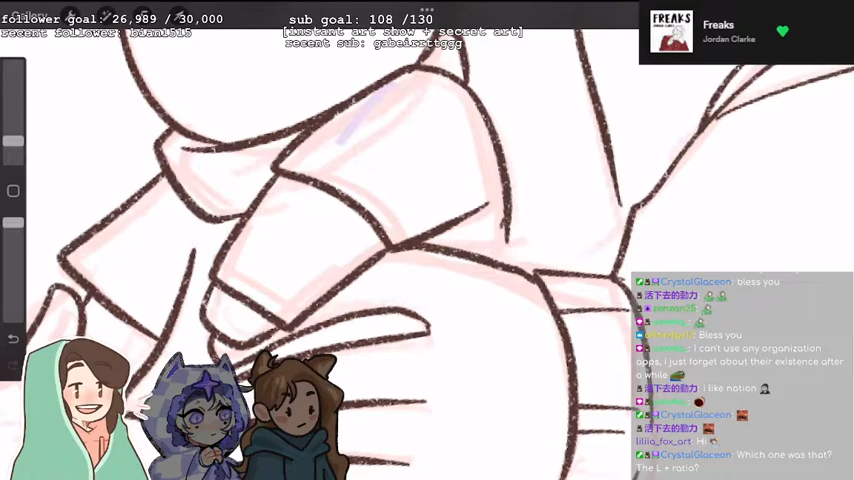 follower goal: 26,989 / 30,000
recent follower: bian1515
sub goal: 108 /130
[instant art show + secret art]
recent sub: gabeirrttggg
FREAKS
Freaks
Jordan Clarke
CrystalGlaceon: bless you
活下去的動力:
zenzan25:
Bless you
I can't use any organization
apps, i just forget about their existence after
a while
活下去的動力: i like notion
CrystalGlaceon:
活下去的動力:
liliia_fox_art: Hi
CrystalGlaceon: Which one was that?
The L + ratio?